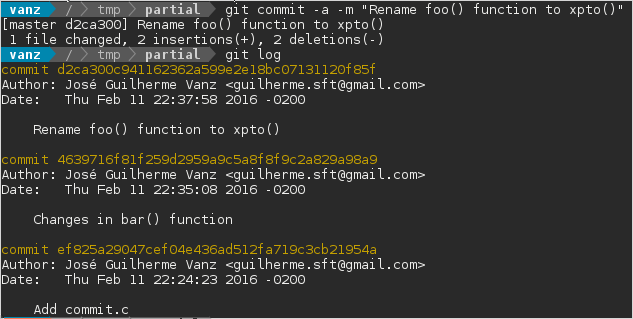 vanz / tmp partial git commit -a -m "Rename foo() function to xpto()"
[master d2ca300] Rename foo() function to xpto()
1 file changed, 2 insertions(+), 2 deletions(-)
vanz / tmp partial git log
commit d2ca300c941162362a599e2e18bc07131120f85f
Author: José Guilherme Vanz <guilherme.sft@gmail.com>
Date: Thu Feb 11 22:37:58 2016 -0200
Rename foo() function to xpto()
commit 4639716f81f259d2959a9c5a8f8f9c2a829a98a9
Author: José Guilherme Vanz <guilherme.sft@gmail.com>
Date: Thu Feb 11 22:35:08 2016 -0200
Changes in bar() function
commit ef825a29047cef04e436ad512fa719c3cb21954a
Author: José Guilherme Vanz <guilherme.sft@gmail.com>
Date: Thu Feb 11 22:24:23 2016 -0200
Add commit.c